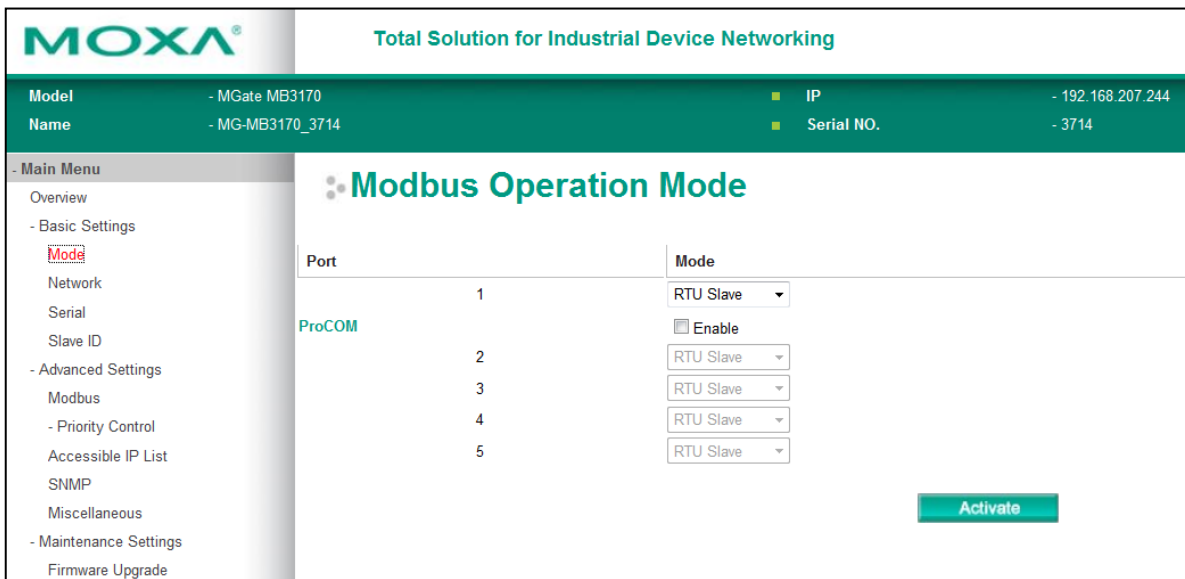 MOXA®
Total Solution for Industrial Device Networking
Model - MGate MB3170 IP - 192.168.207.244
Name - MG-MB3170_3714 Serial NO. - 3714
- Main Menu
Overview
- Basic Settings
Mode
Network
Serial
Slave ID
- Advanced Settings
Modbus
- Priority Control
Accessible IP List
SNMP
Miscellaneous
- Maintenance Settings
Firmware Upgrade
Modbus Operation Mode
Port Mode
1 RTU Slave
ProCOM Enable
2 RTU Slave
3 RTU Slave
4 RTU Slave
5 RTU Slave
Activate